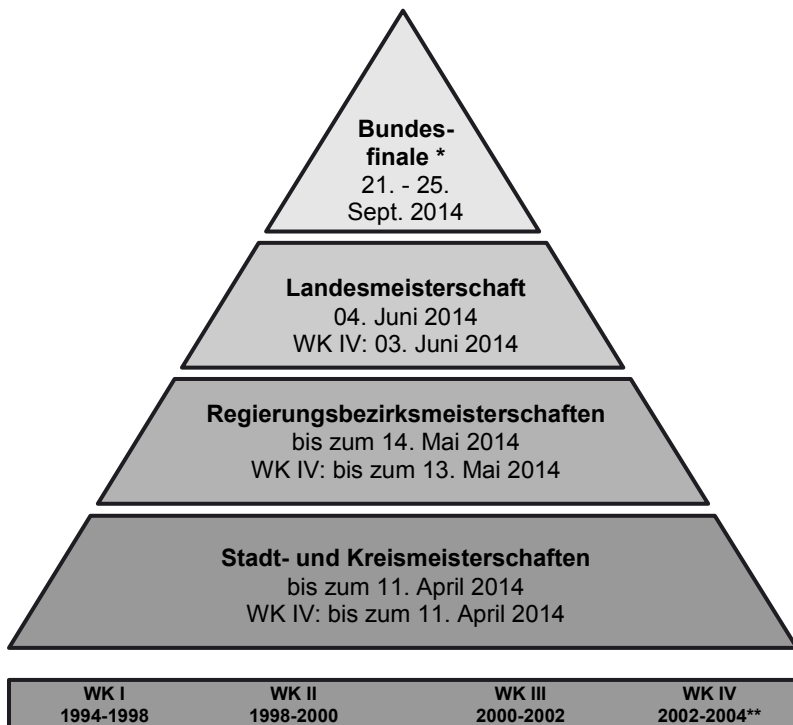 Bundes-
finale *
21. - 25.
Sept. 2014
Landesmeisterschaft
04. Juni 2014
WK IV: 03. Juni 2014
Regierungsbezirksmeisterschaften
bis zum 14. Mai 2014
WK IV: bis zum 13. Mai 2014
Stadt- und Kreismeisterschaften
bis zum 11. April 2014
WK IV: bis zum 11. April 2014
WK I WK II WK III WK IV
1994-1998 1998-2000 2000-2002 2002-2004**